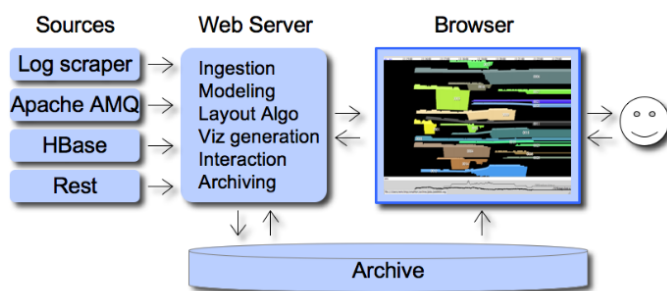 Sources
Web Server
Browser
Log scraper
Apache AMQ
HBase
Rest
Ingestion
Modeling
Layout Algo
Viz generation
Interaction
Archiving
Archive